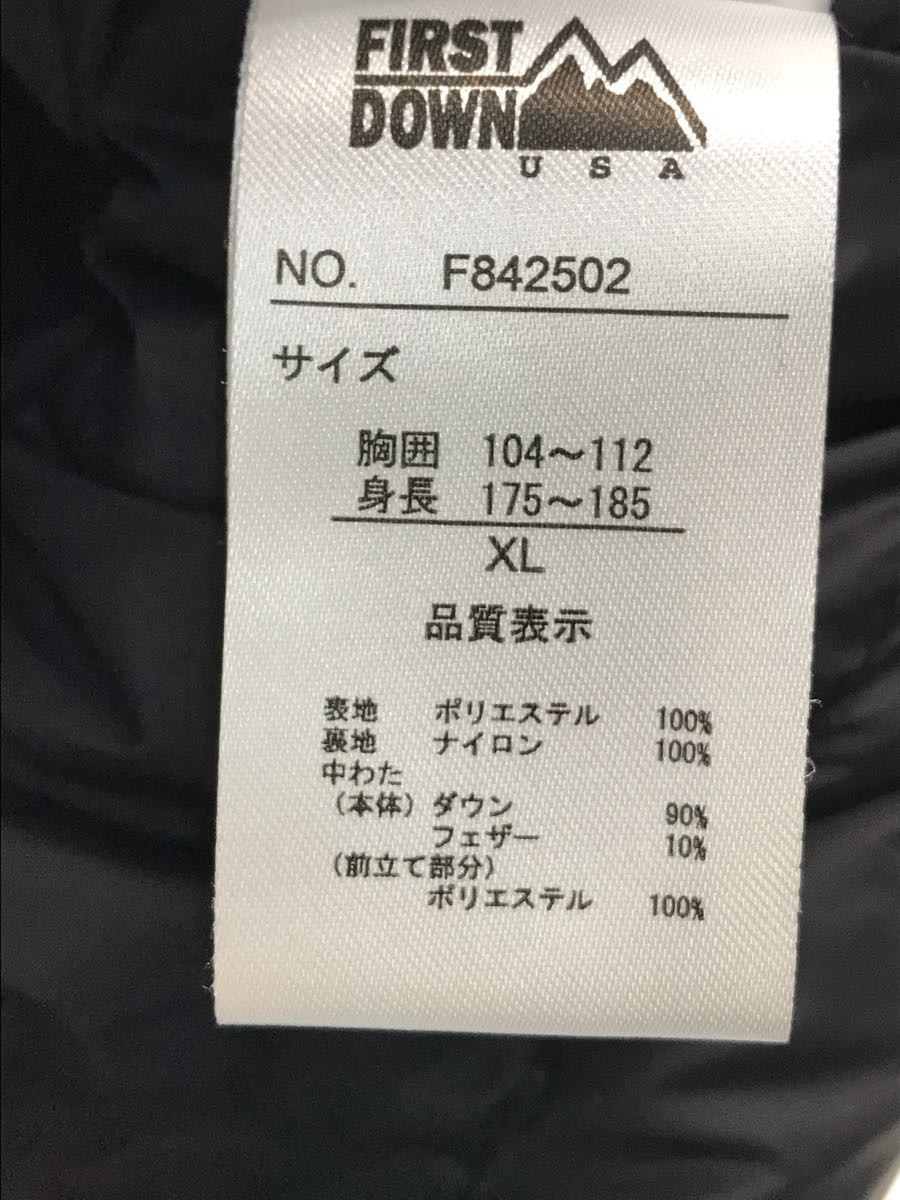 FIRST
DOWN
USA
NO. F842502
サイズ
胸囲 104～112
身長 175～185
XL
品質表示
表地 ポリエステル 100%
裏地 ナイロン 100%
中わた
（本体）ダウン 90%
フェザー 10%
（前立て部分）
ポリエステル 100%